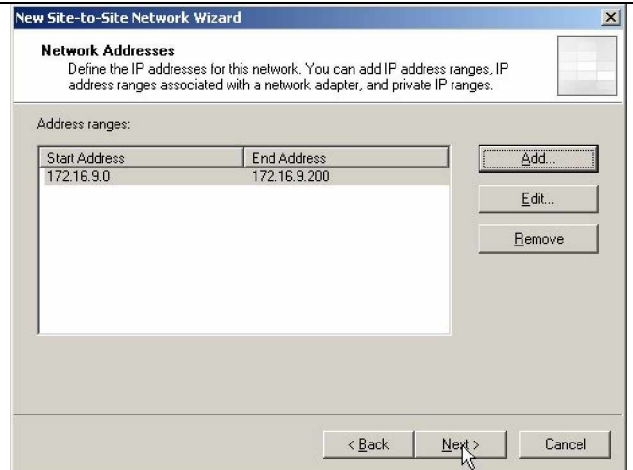 New Site-to-Site Network Wizard
Network Addresses
Define the IP addresses for this network. You can add IP address ranges, IP
address ranges associated with a network adapter, and private IP ranges.
Address ranges:
Start Address End Address
172.16.9.0 172.16.9.200
Add...
Edit...
Remove
< Back Next > Cancel